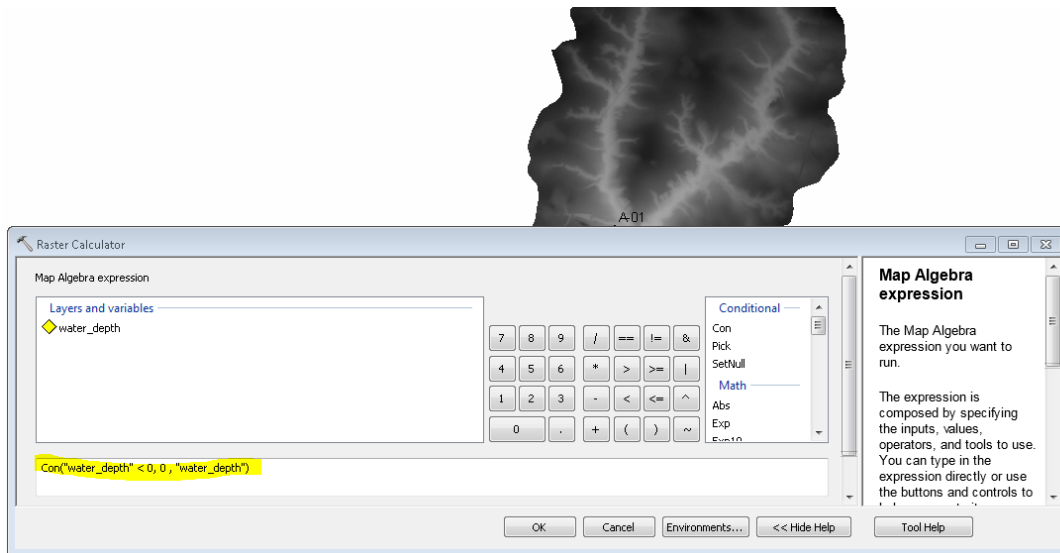 A-01
Raster Calculator
Map Algebra expression
Layers and variables
water_depth
7 8 9 / == != &
4 5 6 * > >= |
1 2 3 - < <= ^
0 . + ( ) ~
Conditional
Con
Pick
SetNull
Math
Abs
Exp
Exp10
Con("water_depth" < 0, 0 , "water_depth")
OK Cancel Environments... << Hide Help Tool Help
Map Algebra
expression
The Map Algebra
expression you want to
run.
The expression is
composed by specifying
the inputs, values,
operators, and tools to use.
You can type in the
expression directly or use
the buttons and controls to